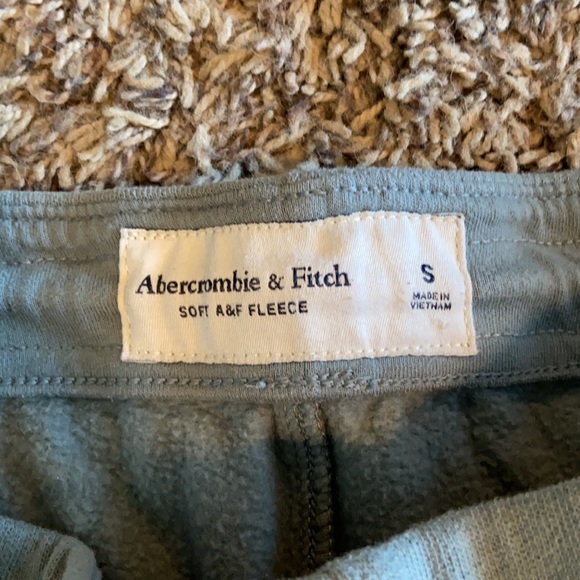 Abercrombie & Fitch
SOFT A&F FLEECE
S
MADE IN
VIETNAM